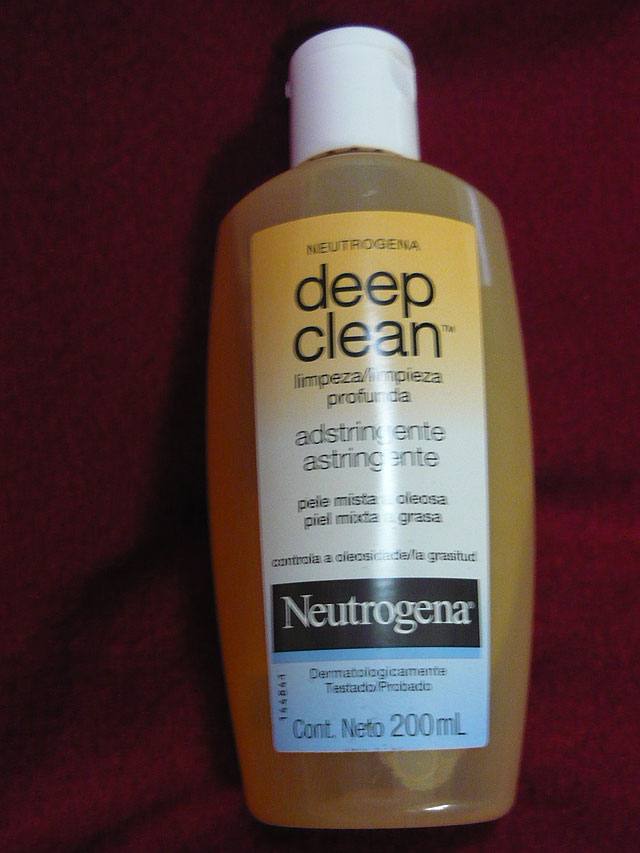 NEUTROGENA
deep
clean™
limpeza/limpieza
profunda
adstringente
astringente
pele mista a oleosa
piel mixta a grasa
controla a oleosidade/la grasitud
Neutrogena®
Dermatologicamente
Testado/Probado
Cont. Neto 200mL